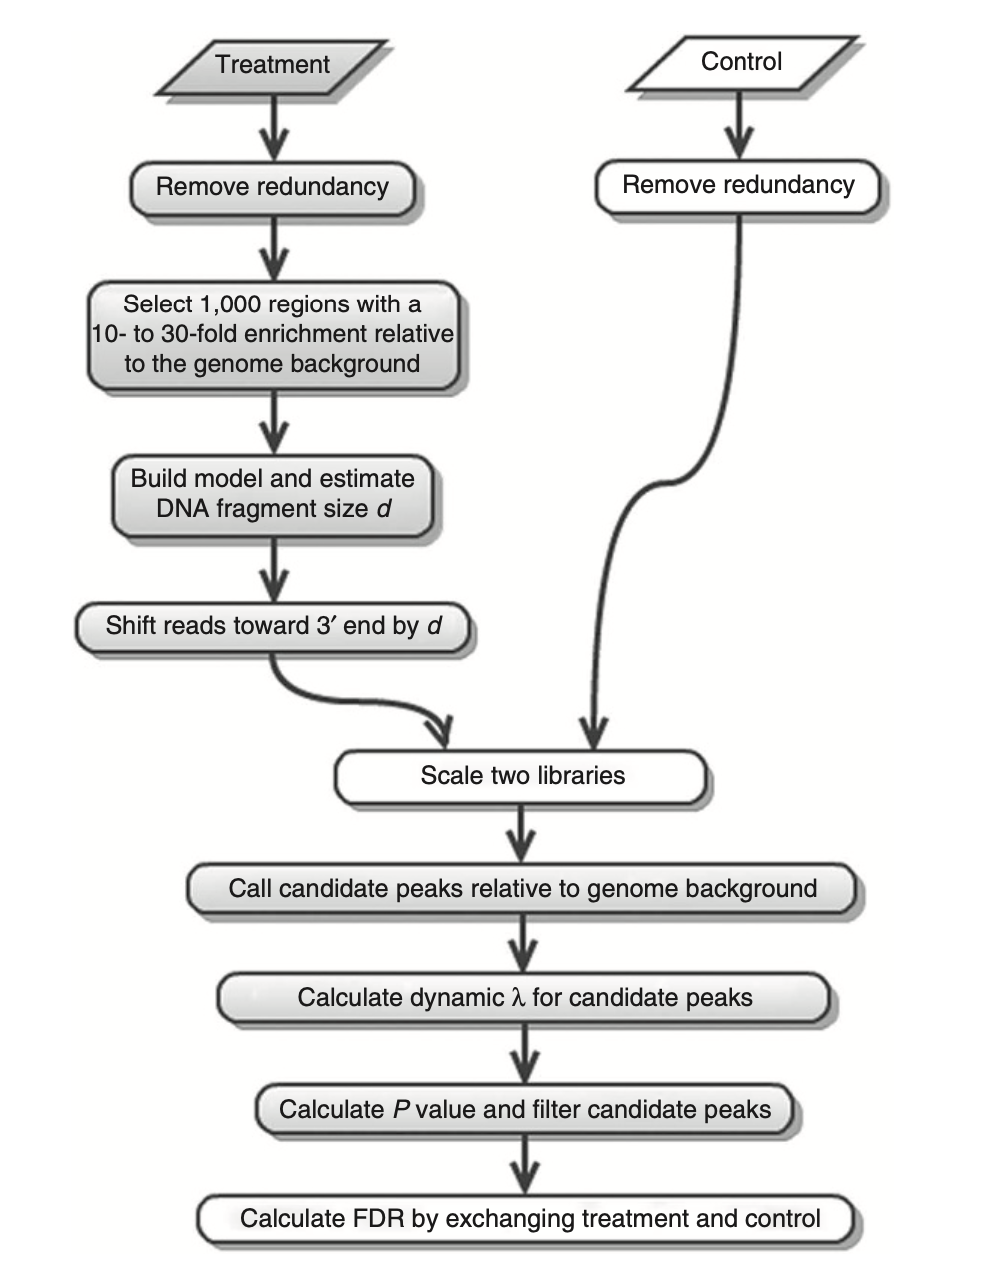 Treatment
Control
Remove redundancy
Remove redundancy
Select 1,000 regions with a
10- to 30-fold enrichment relative
to the genome background
Build model and estimate
DNA fragment size d
Shift reads toward 3′ end by d
Scale two libraries
Call candidate peaks relative to genome background
Calculate dynamic λ for candidate peaks
Calculate P value and filter candidate peaks
Calculate FDR by exchanging treatment and control